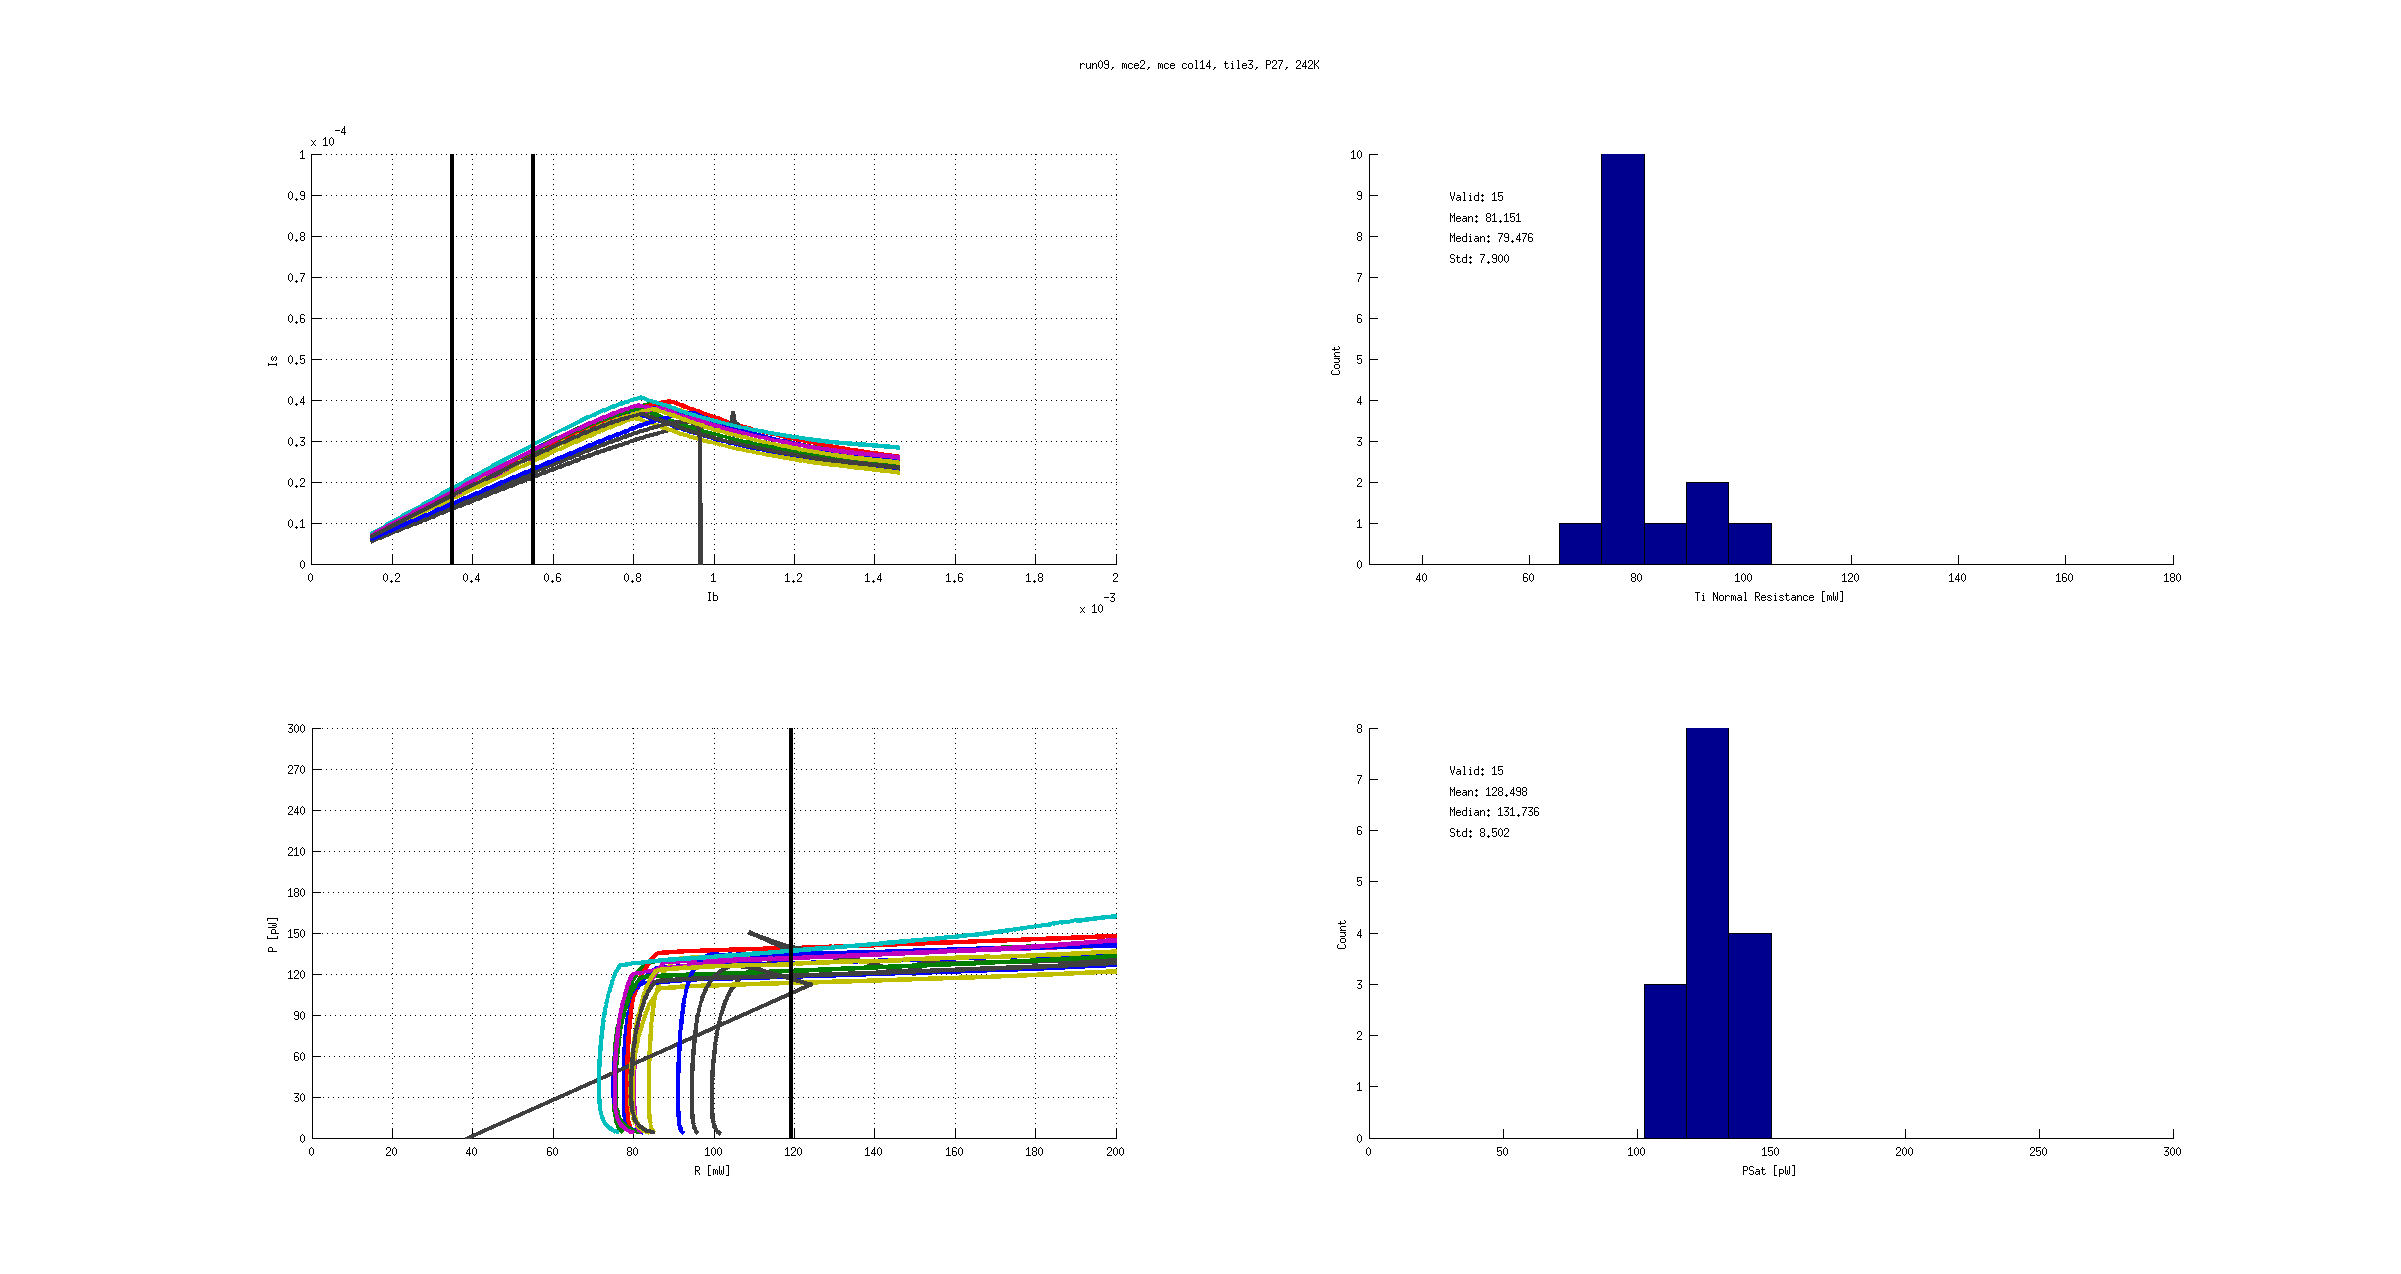 run09, mce2, mce col14, tile3, P27, 242K
x 10^-4
1
0.9
0.8
0.7
0.6
0.5
0.4
0.3
0.2
0.1
0
Is
0 0.2 0.4 0.6 0.8 1 1.2 1.4 1.6 1.8 2
Ib
x 10^-3
10
9
8
7
6
5
4
3
2
1
0
Count
Valid: 15
Mean: 81.151
Median: 79.476
Std: 7.900
40 60 80 100 120 140 160 180
Ti Normal Resistance [mW]
300
270
240
210
180
150
120
90
60
30
0
P [pW]
0 20 40 60 80 100 120 140 160 180 200
R [mW]
8
7
6
5
4
3
2
1
0
Count
Valid: 15
Mean: 128.498
Median: 131.736
Std: 8.502
0 50 100 150 200 250 300
PSat [pW]